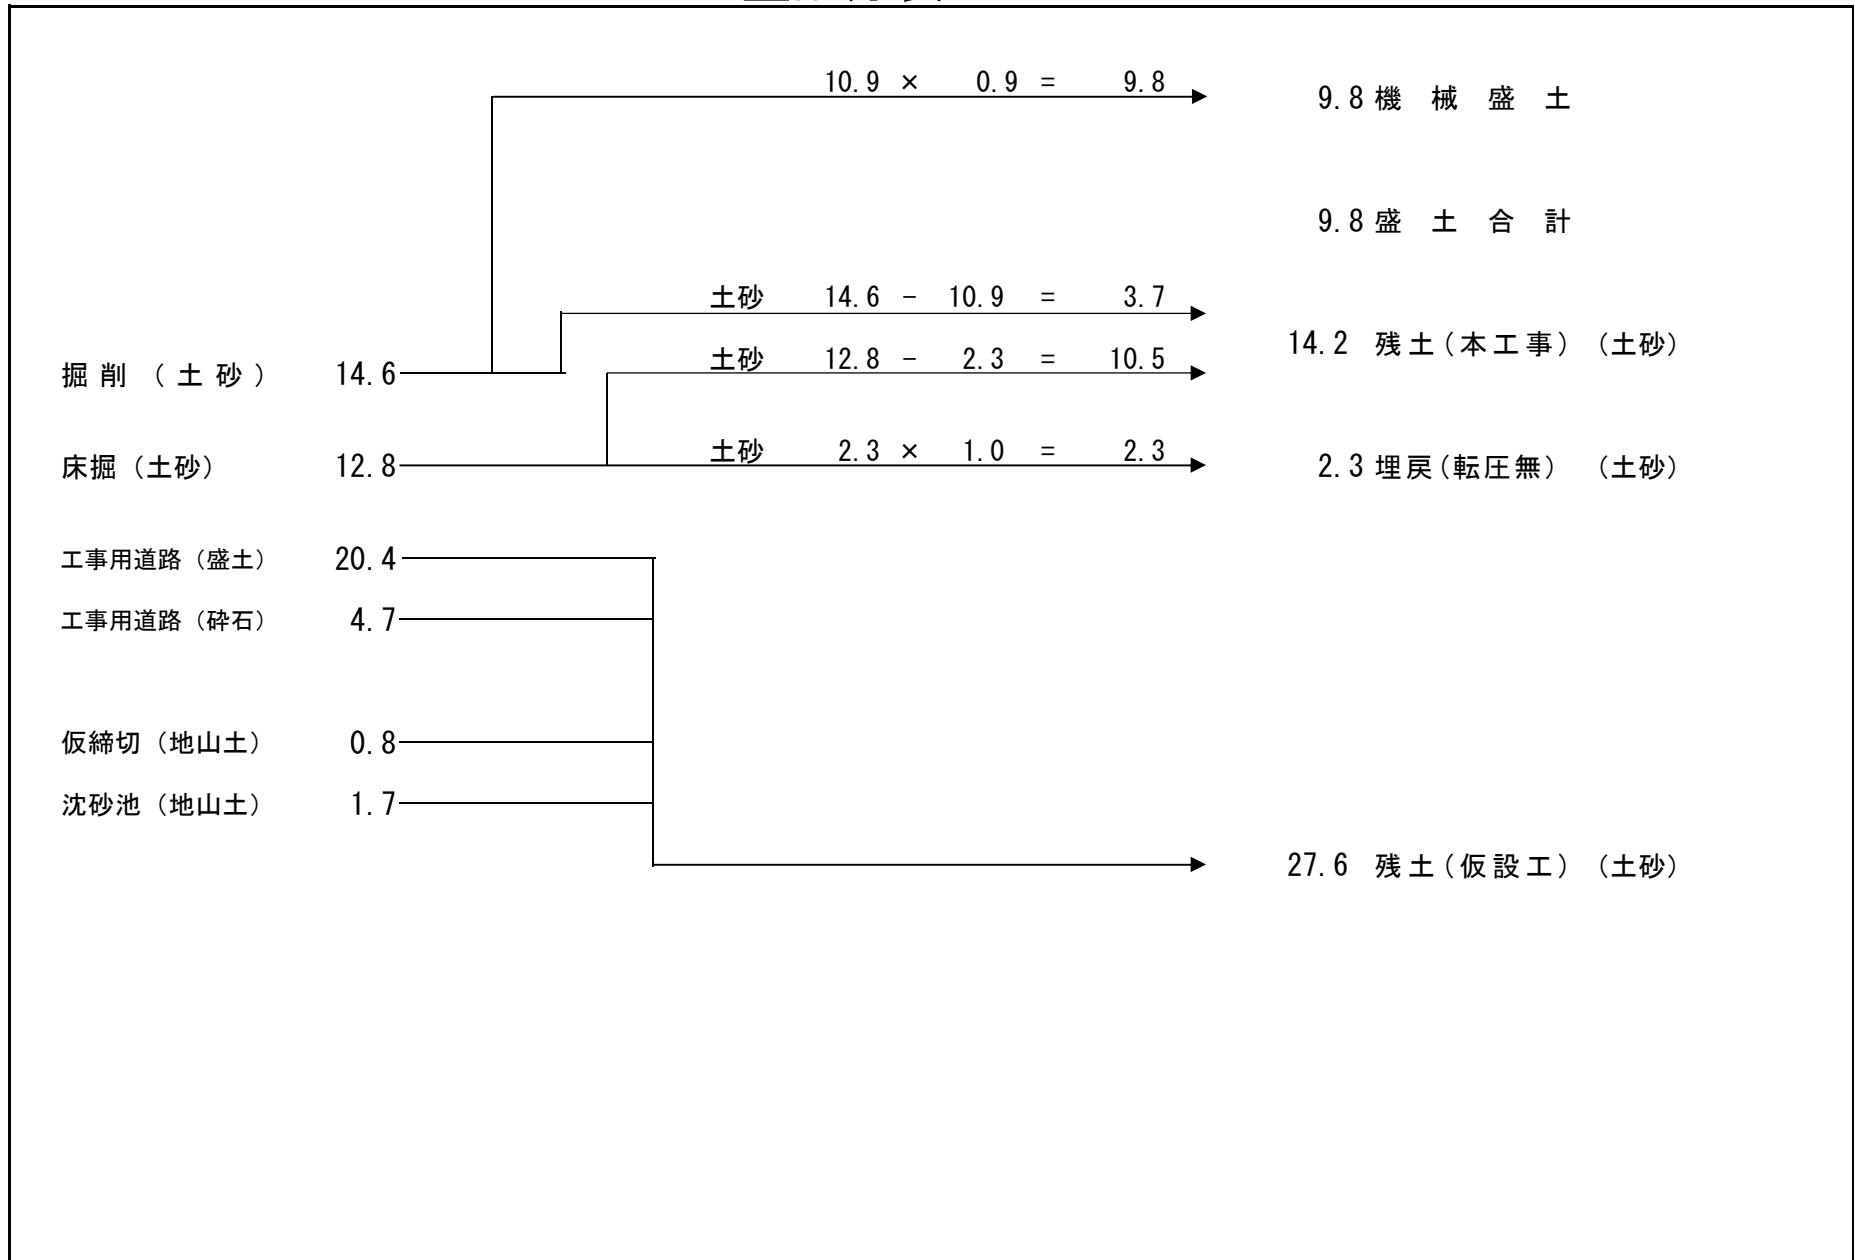 10.9 × 0.9 = 9.8
9.8 機械盛土
9.8 盛土合計
土砂 14.6 - 10.9 = 3.7
14.2 残土(本工事) (土砂)
土砂 12.8 - 2.3 = 10.5
掘削(土砂) 14.6
床掘(土砂) 12.8
土砂 2.3 × 1.0 = 2.3
2.3 埋戻(転圧無) (土砂)
工事用道路(盛土) 20.4
工事用道路(砕石) 4.7
仮締切(地山土) 0.8
沈砂池(地山土) 1.7
27.6 残土(仮設工) (土砂)